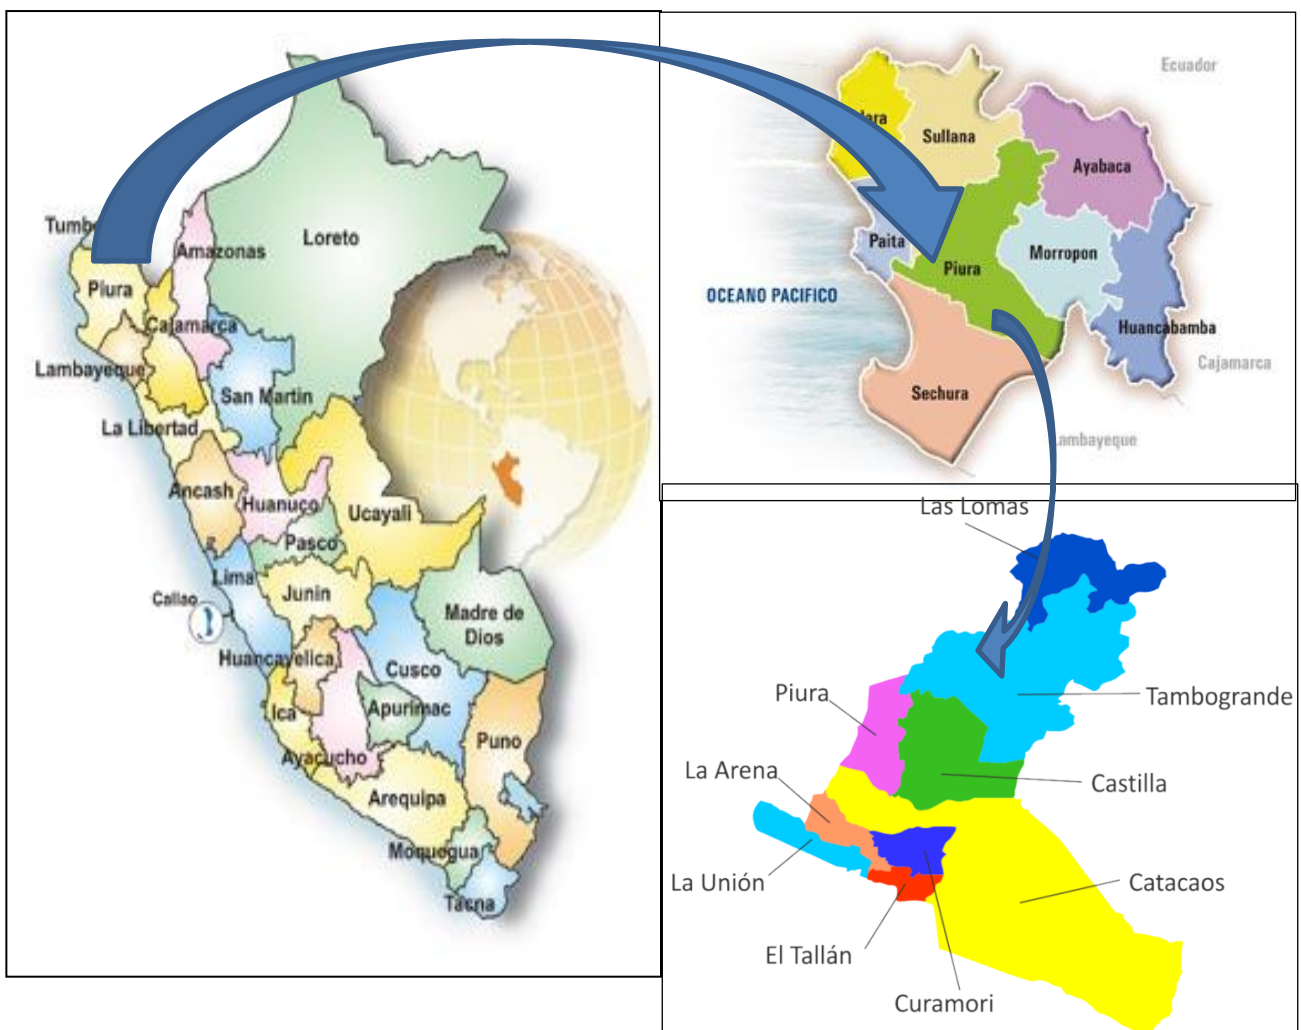 Loreto
Amazonas
Piura
Cajamarca
Lambayeque
San Martin
La Libertad
Ancash
Huanuco
Ucayali
Pasco
Lima
Junin
Callao
Madre de
Dios
Huancavelica
Cusco
Ica
Apurimac
Ayacucho
Puno
Arequipa
Moquegua
Tacna
Ecuador
Sullana
Ayabaca
Paita
Morropon
Piura
OCEANO PACIFICO
Huancabamba
Cajamarca
Sechura
Lambayeque
Las Lomas
Piura
Tambogrande
La Arena
Castilla
La Unión
Catacaos
El Tallán
Curamori